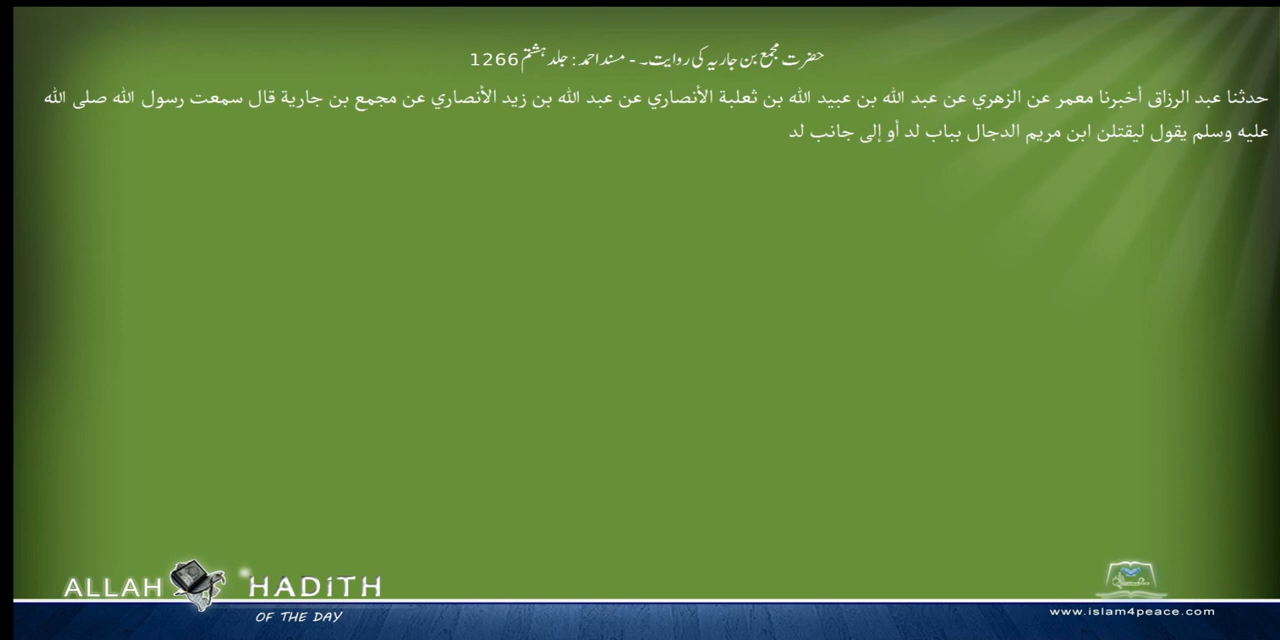 حضرت مجمع بن جاریہ کی روایت۔ - مسند احمد : جلد ہشتم 1266
حدثنا عبد الرزاق أخبرنا معمر عن الزهري عن عبد الله بن عبيد الله بن ثعلبة الأنصاري عن عبد الله بن زيد الأنصاري عن مجمع بن جارية قال سمعت رسول الله صلى الله
عليه وسلم يقول ليقتلن ابن مريم الدجال بباب لد أو إلى جانب لد
ALLAH HADITH
OF THE DAY
www.islam4peace.com